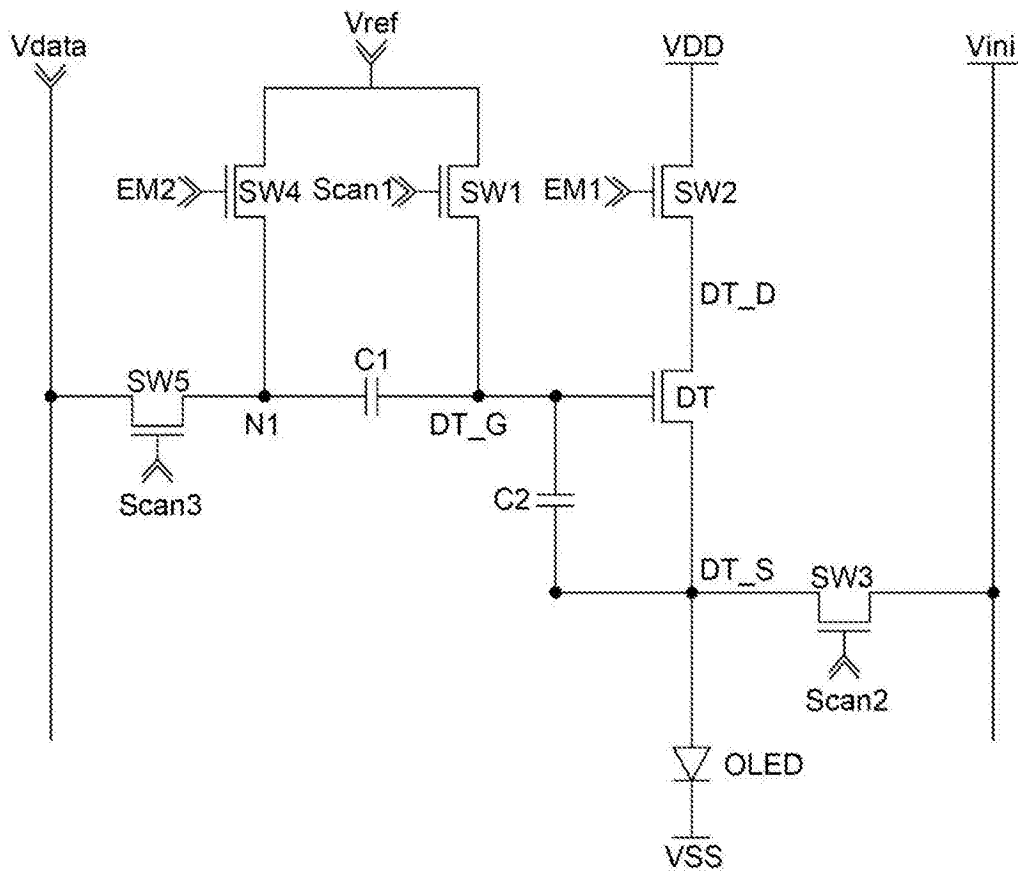 Vdata
Vref
VDD
Vini
EM2
SW4
Scan1
SW1
EM1
SW2
DT_D
SW5
N1
C1
DT_G
DT
Scan3
C2
DT_S
SW3
Scan2
OLED
VSS